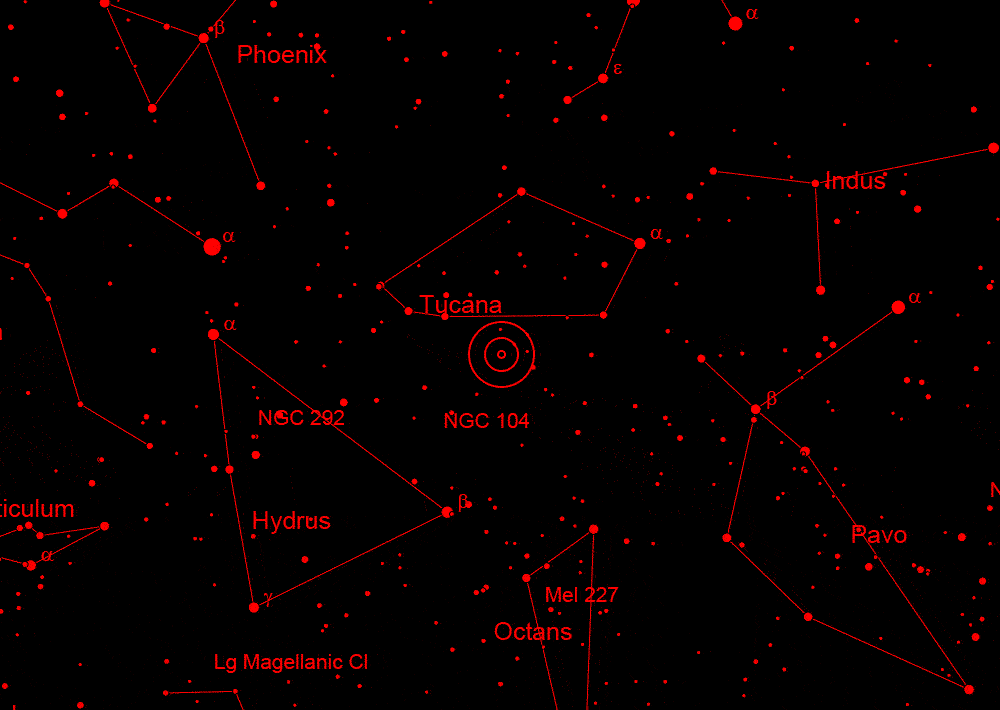 β
α
Phoenix
ε
Indus
α
α
α
Tucana
α
β
NGC 292
NGC 104
β
ticulum
Hydrus
Pavo
α
γ
Mel 227
Octans
Lg Magellanic Cl